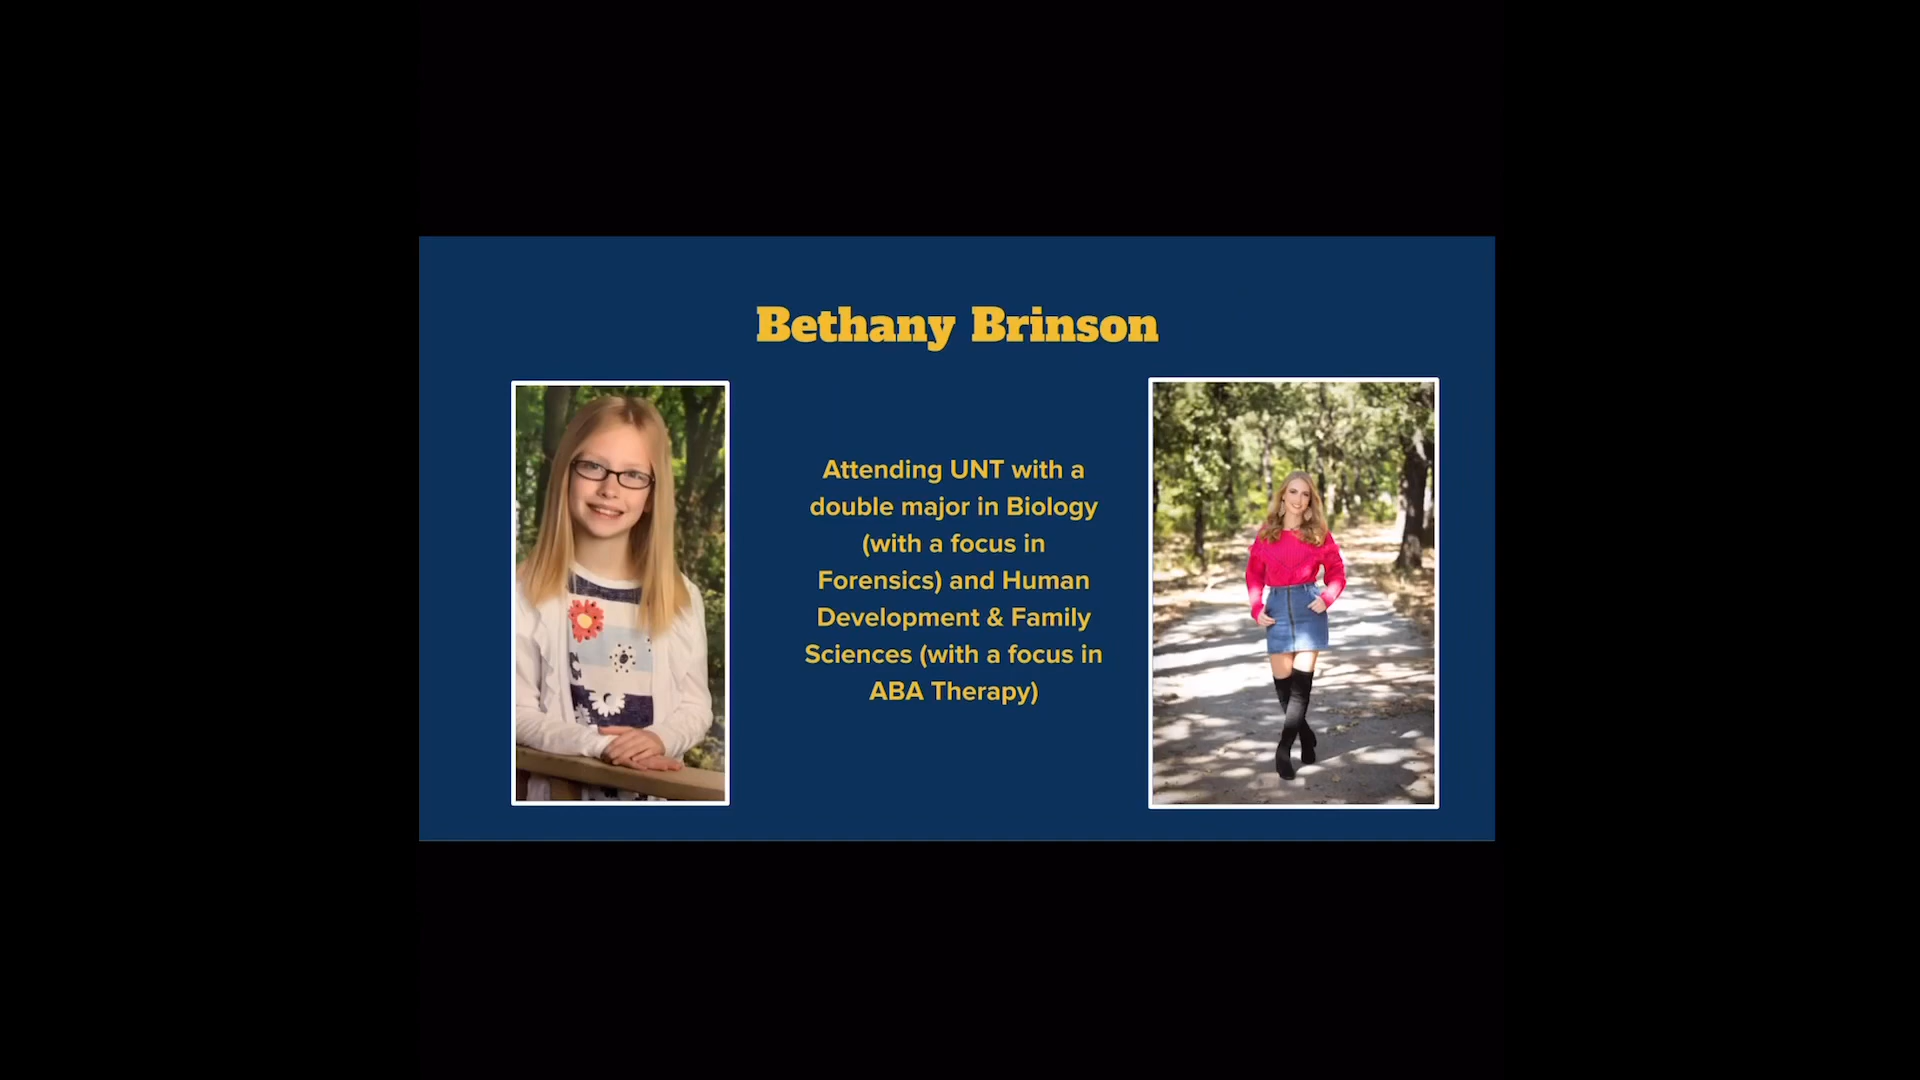 Bethany Brinson
Attending UNT with a
double major in Biology
(with a focus in
Forensics) and Human
Development & Family
Sciences (with a focus in
ABA Therapy)